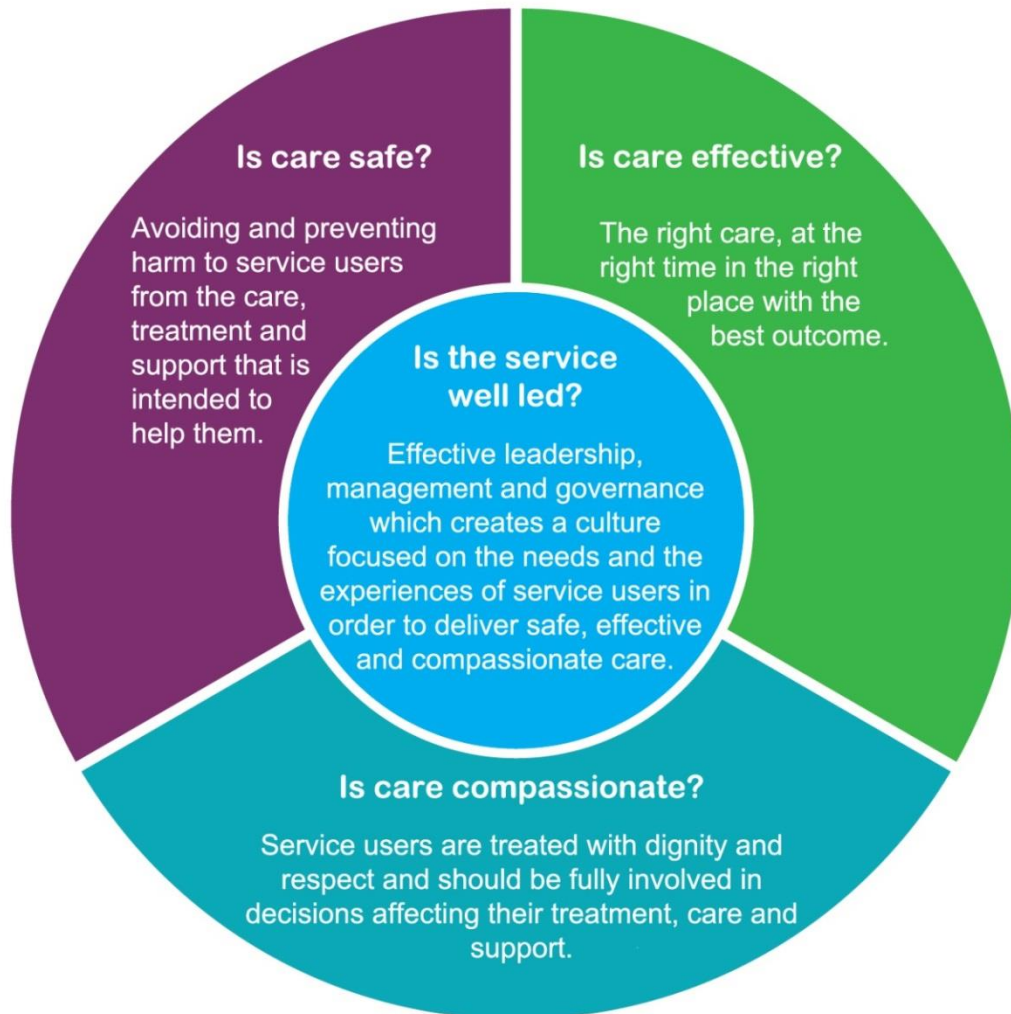 Is care safe?
Avoiding and preventing
harm to service users
from the care,
treatment and
support that is
intended to
help them.
Is care effective?
The right care, at the
right time in the right
place with the
best outcome.
Is the service
well led?
Effective leadership,
management and governance
which creates a culture
focused on the needs and the
experiences of service users in
order to deliver safe, effective
and compassionate care.
Is care compassionate?
Service users are treated with dignity and
respect and should be fully involved in
decisions affecting their treatment, care and
support.